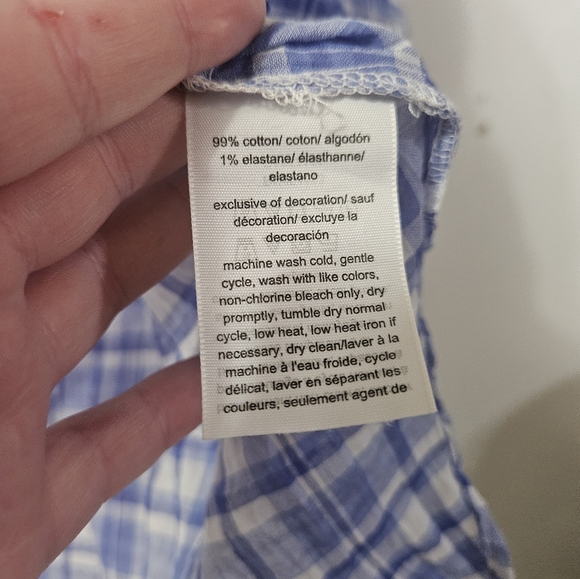 99% cotton/ coton/ algodón
1% elastane/ élasthanne/
elastano
exclusive of decoration/ sauf
décoration/ excluye la
decoración
machine wash cold, gentle
cycle, wash with like colors,
non-chlorine bleach only, dry
promptly, tumble dry normal
cycle, low heat, low heat iron if
necessary, dry clean/laver à la
machine à l'eau froide, cycle
délicat, laver en séparant les
couleurs, seulement agent de